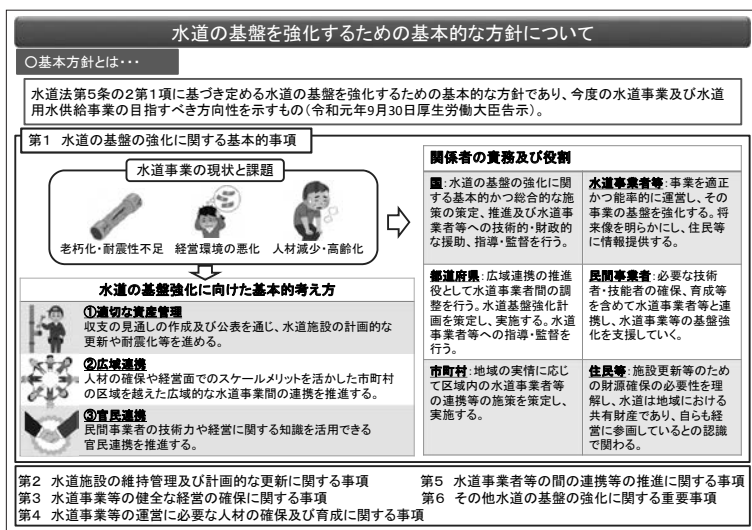 水道の基盤を強化するための基本的な方針について
〇基本方針とは・・・
水道法第5条の2第1項に基づき定める水道の基盤を強化するための基本的な方針であり、今度の水道事業及び水道
用水供給事業の目指すべき方向性を示すもの(令和元年9月30日厚生労働大臣告示)。
第1 水道の基盤の強化に関する基本的事項
水道事業の現状と課題
老朽化・耐震性不足 経営環境の悪化 人材減少・高齢化
水道の基盤強化に向けた基本的考え方
①適切な資産管理
収支の見通しの作成及び公表を通じ、水道施設の計画的な
更新や耐震化等を進める。
②広域連携
人材の確保や経営面でのスケールメリットを活かした市町村
の区域を越えた広域的な水道事業間の連携を推進する。
③官民連携
民間事業者の技術力や経営に関する知識を活用できる
官民連携を推進する。
関係者の責務及び役割
国:水道の基盤の強化に関
する基本的かつ総合的な施
策の策定、推進及び水道事
業者等への技術的・財政的
な援助、指導・監督を行う。
水道事業者等:事業を適正
かつ能率的に運営し、その
事業の基盤を強化する。将
来像を明らかにし、住民等
に情報提供する。
都道府県:広域連携の推進
役として水道事業者間の調
整を行う。水道基盤強化計
画を策定し、実施する。水道
事業者等への指導・監督を
行う。
民間事業者:必要な技術
者・技能者の確保、育成等
を含めて水道事業者等と連
携し、水道事業等の基盤強
化を支援していく。
市町村:地域の実情に応じ
て区域内の水道事業者等
の連携等の施策を策定し、
実施する。
住民等:施設更新等のため
の財源確保の必要性を理
解し、水道は地域における
共有財産であり、自らも経
営に参画しているとの認識
で関わる。
第2 水道施設の維持管理及び計画的な更新に関する事項
第3 水道事業等の健全な経営の確保に関する事項
第4 水道事業等の運営に必要な人材の確保及び育成に関する事項
第5 水道事業者等の間の連携等の推進に関する事項
第6 その他水道の基盤の強化に関する重要事項